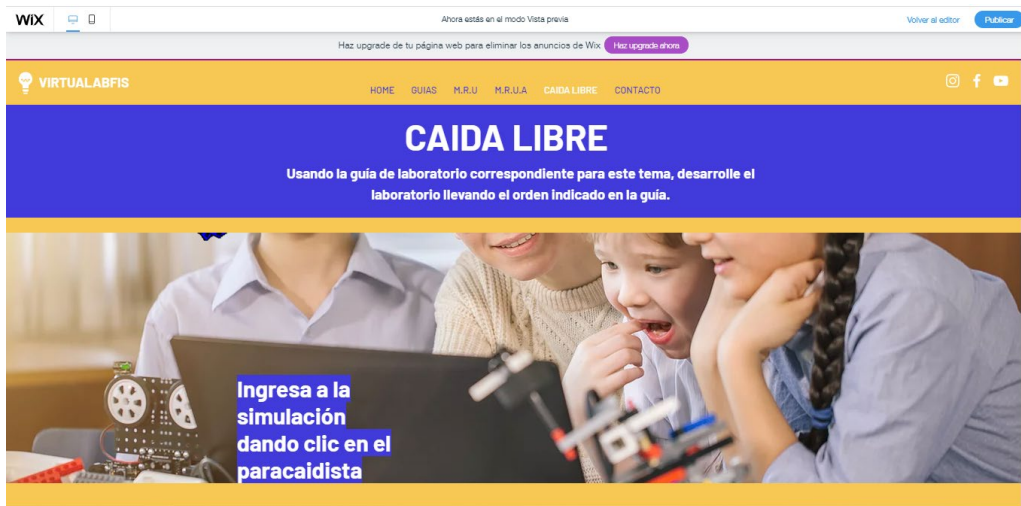 WiX
Ahora estás en el modo Vista previa
Volver al editor
Publicar
Haz upgrade de tu página web para eliminar los anuncios de Wix
Haz upgrade ahora
VIRTUALABFIS
HOME GUIAS M.R.U M.R.U.A CAIDA LIBRE CONTACTO
CAIDA LIBRE
Usando la guía de laboratorio correspondiente para este tema, desarrolle el
laboratorio llevando el orden indicado en la guía.
Ingresa a la
simulación
dando clic en el
paracaidista